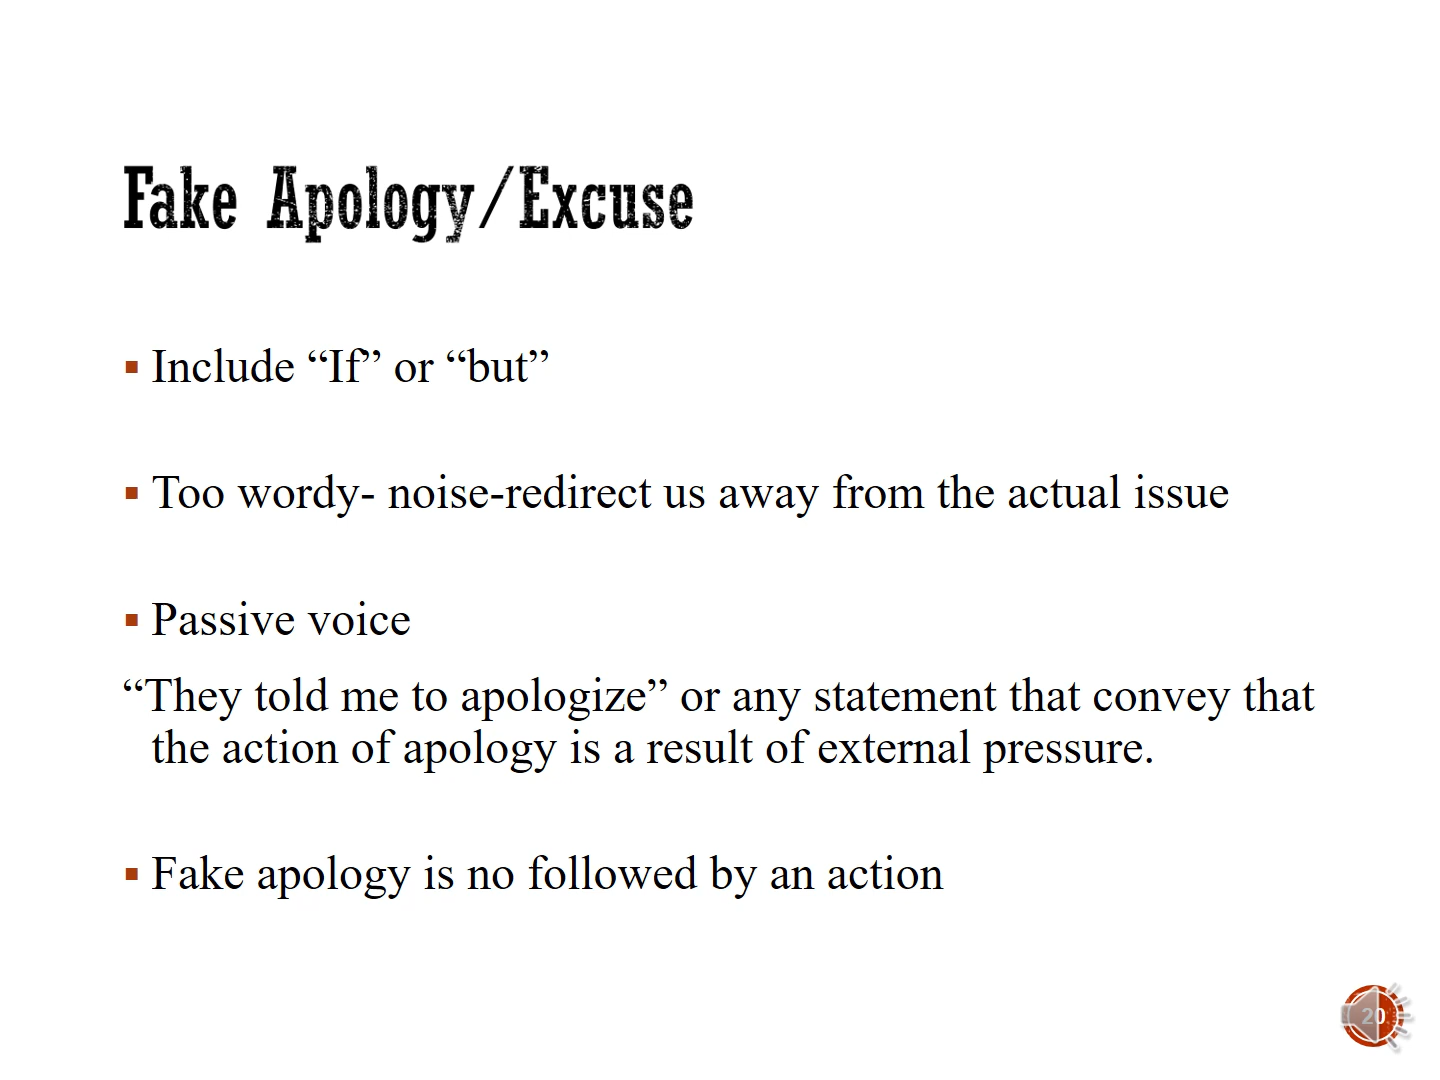 Fake Apology/Excuse
▪ Include “If” or “but”
▪ Too wordy- noise-redirect us away from the actual issue
▪ Passive voice
“They told me to apologize” or any statement that convey that
the action of apology is a result of external pressure.
▪ Fake apology is no followed by an action
20